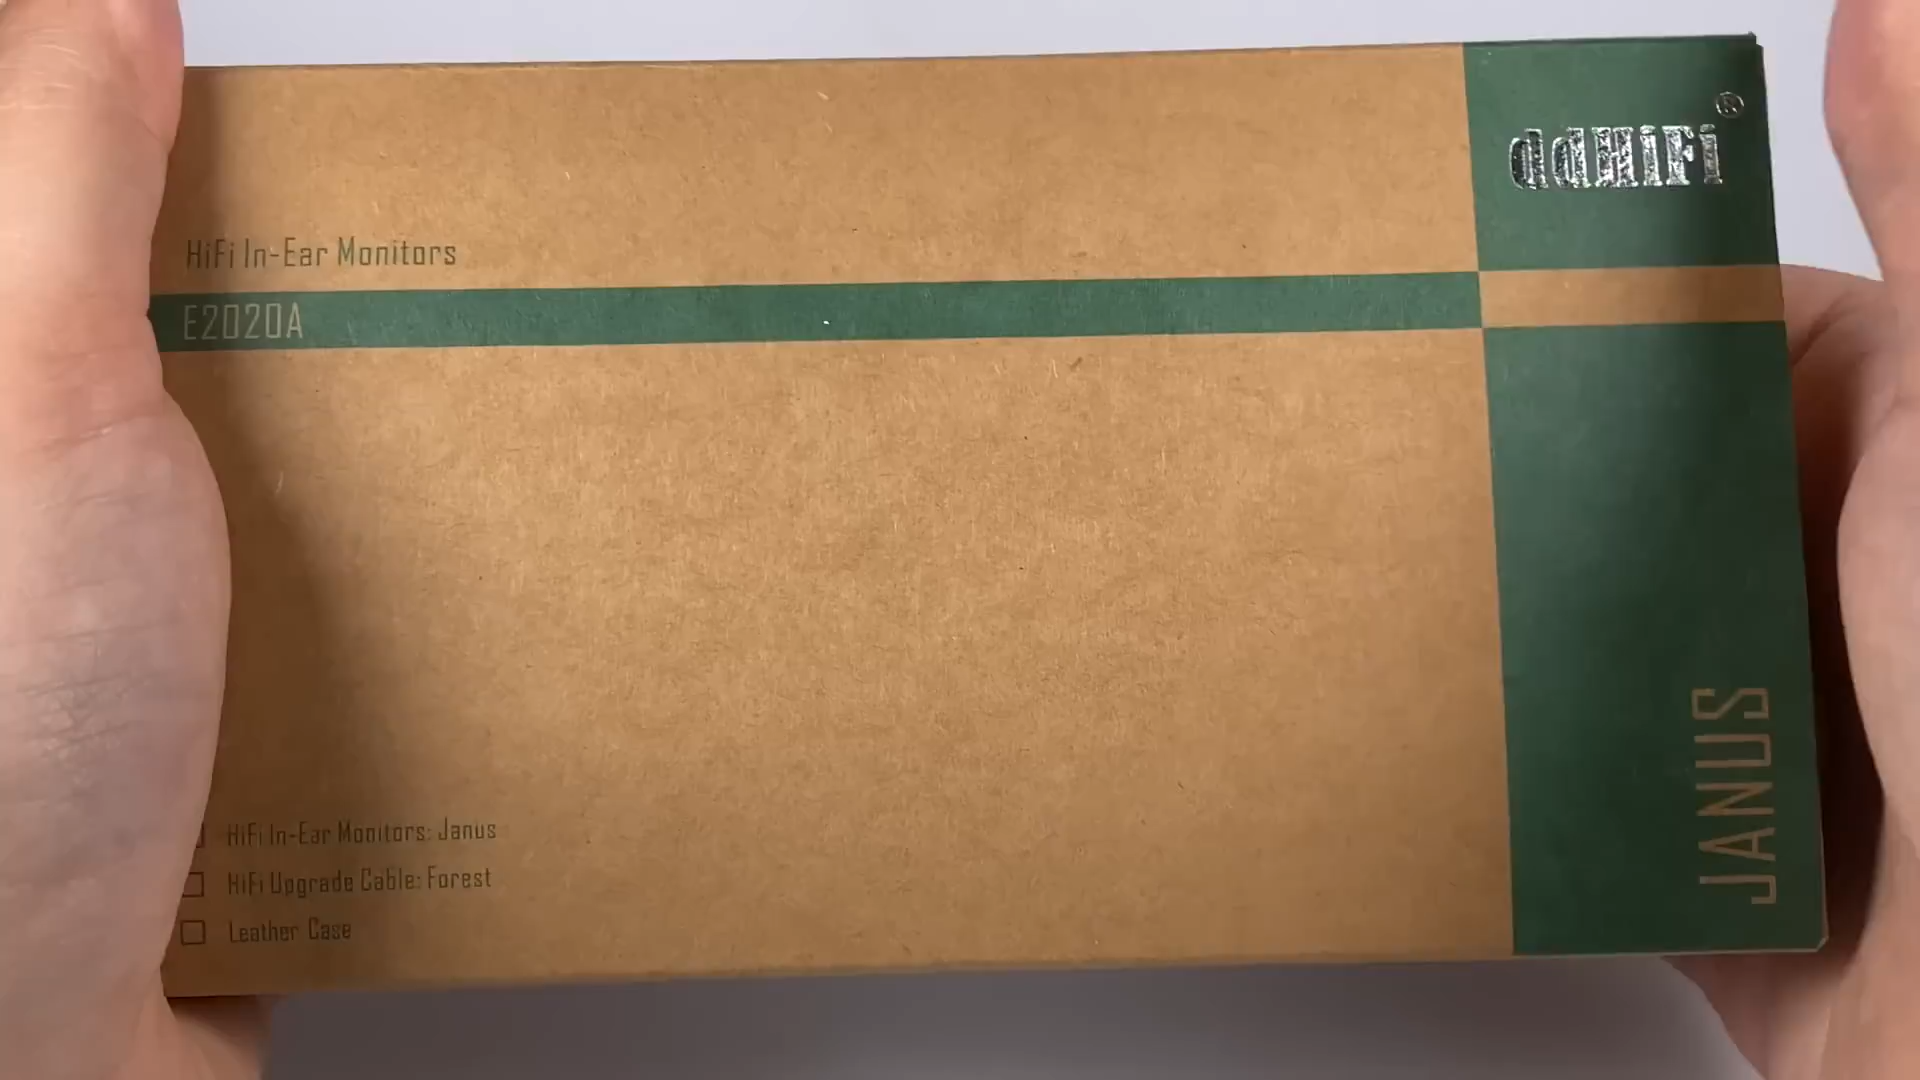 ddHiFi®
HiFi In-Ear Monitors
E2020A
HiFi In-Ear Monitors: Janus
HiFi Upgrade Cable: Forest
Leather Case
JANUS